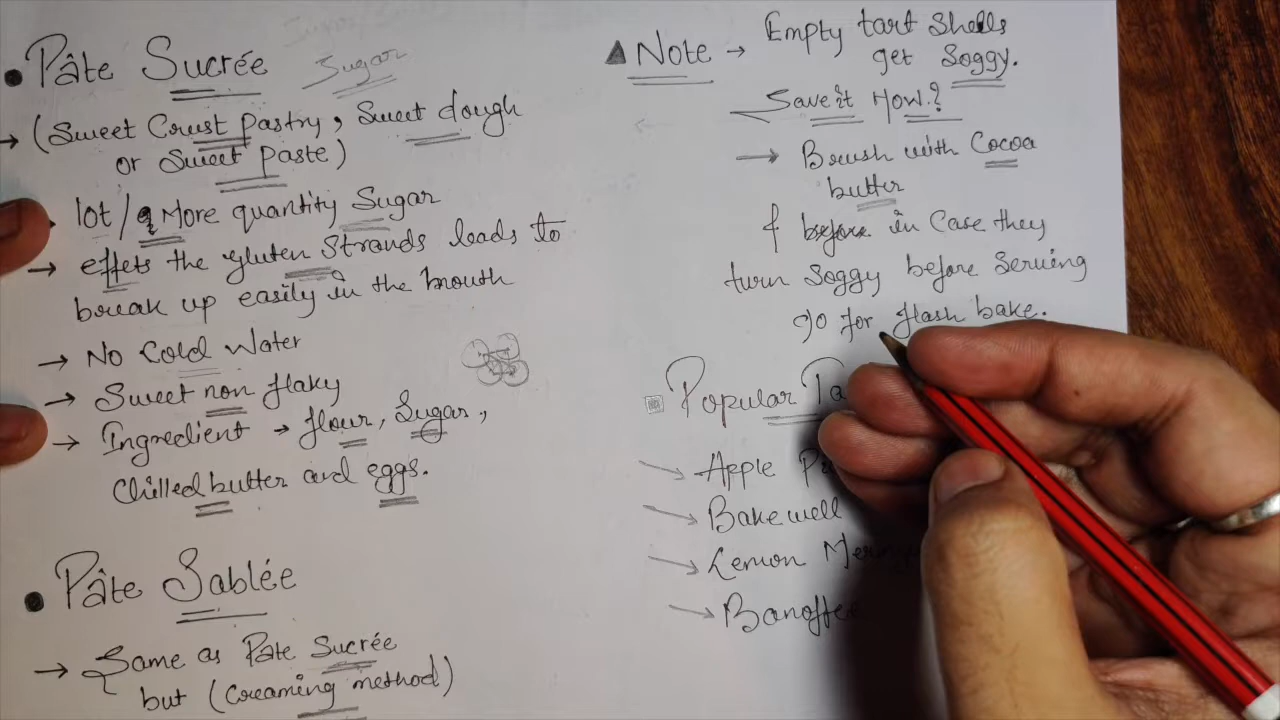 Pâte Sucrée Sugar
→ (Sweet Crust Pastry, Sweet dough
or Sweet Paste)
lot/ More quantity Sugar
→ effets the gluten Strands leads to
break up easily in the mouth
→ No Cold Water
→ Sweet non flaky
→ Ingredient → flour, Sugar,
Chilled butter and eggs.
Pâte Sablée
→ Same as Pâte Sucrée
but (Creaming method)
Note → Empty tart Shells
get Soggy.
Save it How?
→ Brush with Cocoa
butter
& before in Case they
turn Soggy before Serving
go for flash bake.
Popular
→ Apple
→ Bakewell
→ Lemon
→ Banoffee